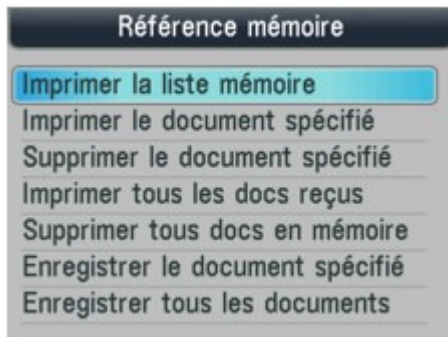 Référence mémoire
Imprimer la liste mémoire
Imprimer le document spécifié
Supprimer le document spécifié
Imprimer tous les docs reçus
Supprimer tous docs en mémoire
Enregistrer le document spécifié
Enregistrer tous les documents